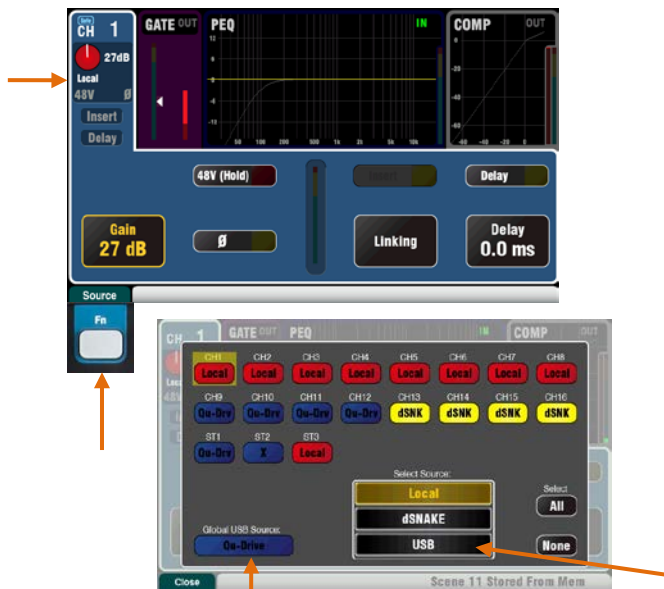 CH 1
GATE OUT
PEQ
IN
COMP
OUT
27dB
Local
48V Ø
Insert
Delay
48V (Hold)
Delay
Gain
27 dB
Ø
Linking
Delay
0.0 ms
Source
Fn
CH 1
GATE OUT
PEQ
IN
COMP
OUT
CH1 CH2 CH3 CH4 CH5 CH6 CH7 CH8
Local Local Local Local Local Local Local Local
CH9 CH10 CH11 CH12 CH13 CH14 CH15 CH16
Qu-Drv Qu-Drv Qu-Drv Qu-Drv dSNK dSNK dSNK dSNK
ST1 ST2 ST3
Qu-Drv X Local
Select Source:
Local
dSNAKE
USB
Select
All
None
Global USB Source:
Qu-Drive
Close
Scene 11 Stored From Mem